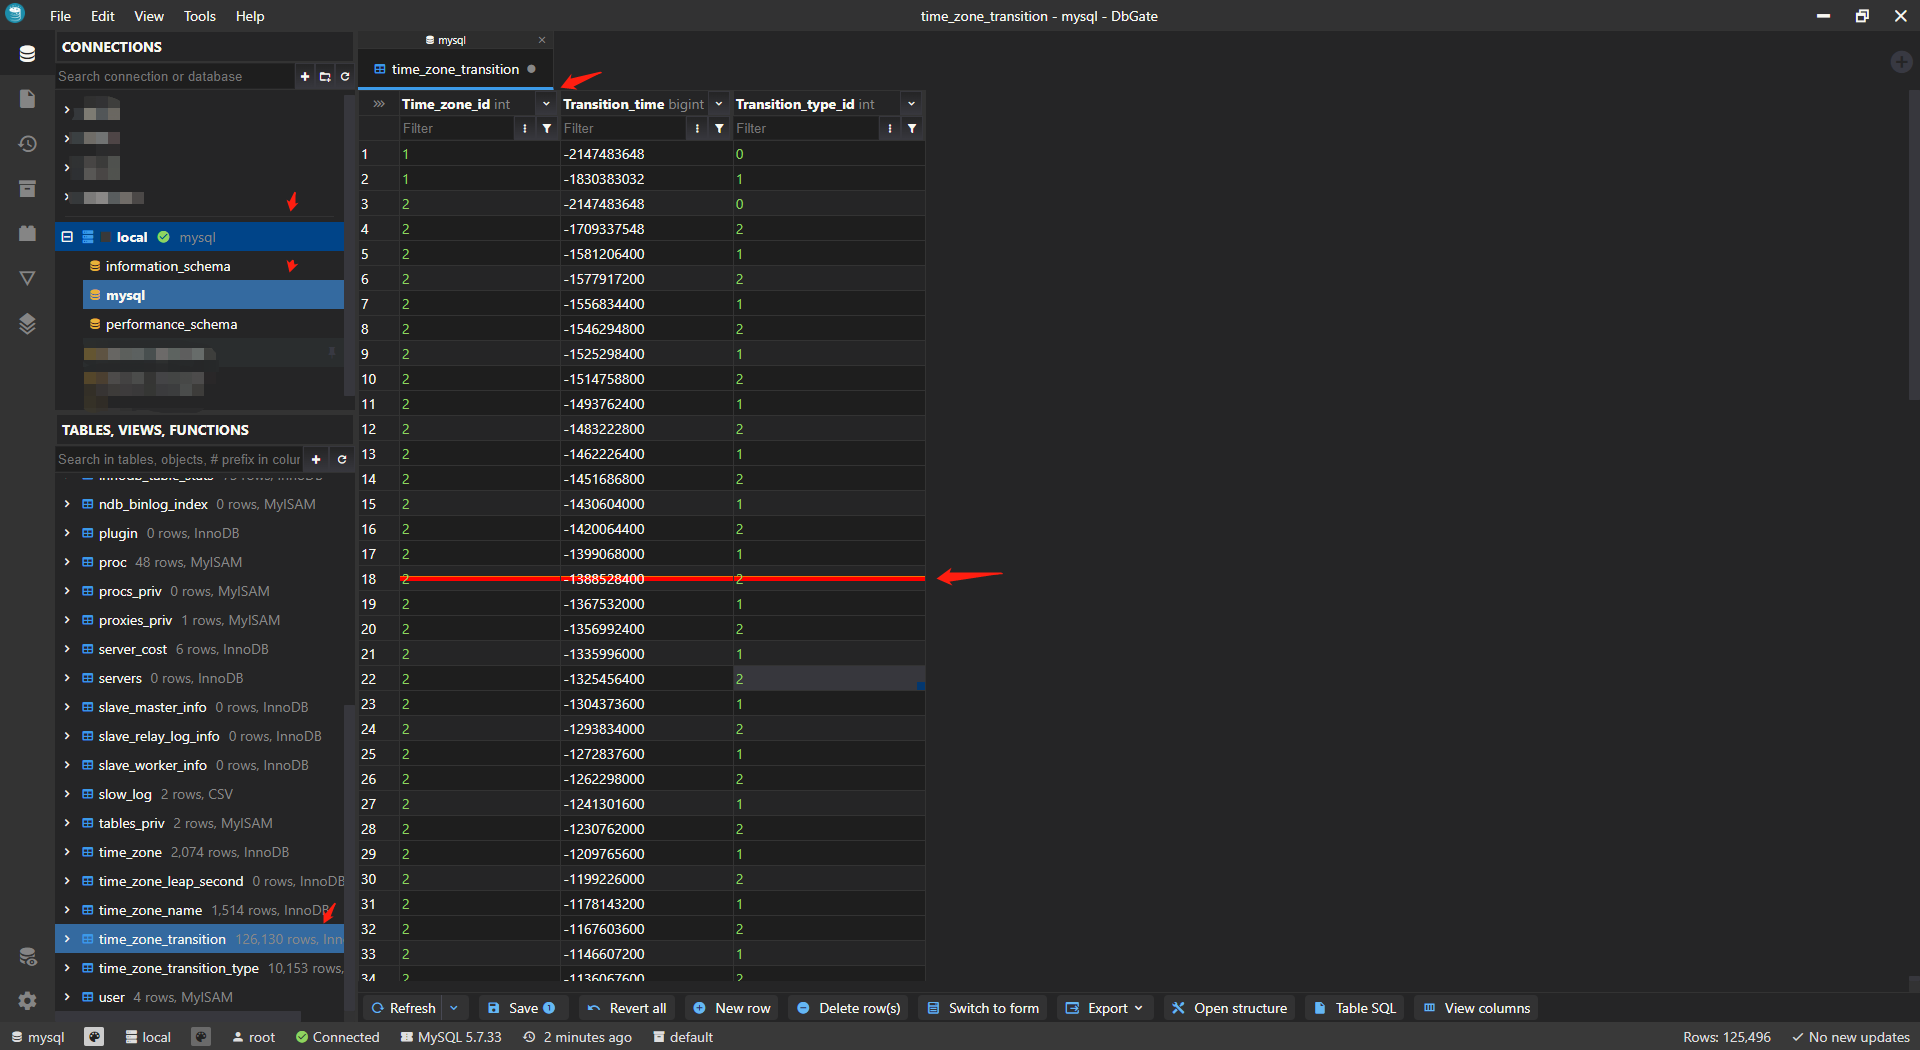 File Edit View Tools Help
time_zone_transition - mysql - DbGate
CONNECTIONS
Search connection or database
local mysql
information_schema
mysql
performance_schema
TABLES, VIEWS, FUNCTIONS
Search in tables, objects, # prefix in colur
ndb_binlog_index 0 rows, MyISAM
plugin 0 rows, InnoDB
proc 48 rows, MyISAM
procs_priv 0 rows, MyISAM
proxies_priv 1 rows, MyISAM
server_cost 6 rows, InnoDB
servers 0 rows, InnoDB
slave_master_info 0 rows, InnoDB
slave_relay_log_info 0 rows, InnoDB
slave_worker_info 0 rows, InnoDB
slow_log 2 rows, CSV
tables_priv 2 rows, MyISAM
time_zone 2,074 rows, InnoDB
time_zone_leap_second 0 rows, InnoDB
time_zone_name 1,514 rows, InnoDB
time_zone_transition 126,130 rows, Inn
time_zone_transition_type 10,153 rows,
user 4 rows, MyISAM
mysql
time_zone_transition
Time_zone_id int Transition_time bigint Transition_type_id int
Filter Filter Filter
1 1 -2147483648 0
2 1 -1830383032 1
3 2 -2147483648 0
4 2 -1709337548 2
5 2 -1581206400 1
6 2 -1577917200 2
7 2 -1556834400 1
8 2 -1546294800 2
9 2 -1525298400 1
10 2 -1514758800 2
11 2 -1493762400 1
12 2 -1483222800 2
13 2 -1462226400 1
14 2 -1451686800 2
15 2 -1430604000 1
16 2 -1420064400 2
17 2 -1399068000 1
18 2 -1388528400 2
19 2 -1367532000 1
20 2 -1356992400 2
21 2 -1335996000 1
22 2 -1325456400 2
23 2 -1304373600 1
24 2 -1293834000 2
25 2 -1272837600 1
26 2 -1262298000 2
27 2 -1241301600 1
28 2 -1230762000 2
29 2 -1209765600 1
30 2 -1199226000 2
31 2 -1178143200 1
32 2 -1167603600 2
33 2 -1146607200 1
34 2 -1136067600 2
Refresh Save 1 Revert all New row Delete row(s) Switch to form Export Open structure Table SQL View columns
mysql local root Connected MySQL 5.7.33 2 minutes ago default Rows: 125,496 No new updates